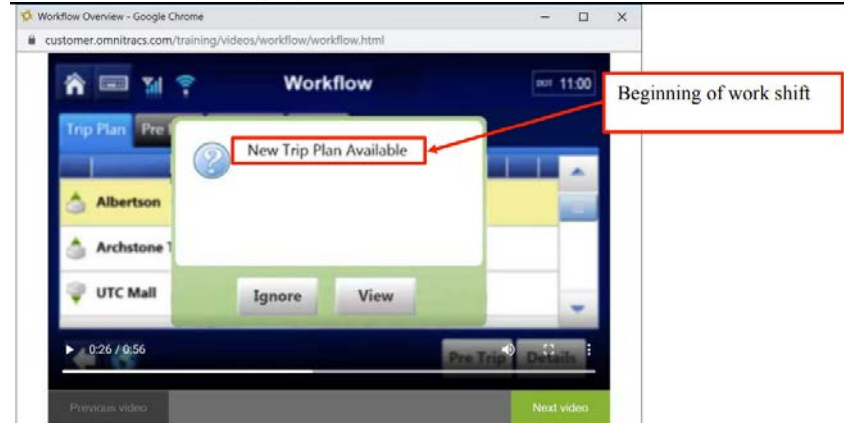 Workflow Overview - Google Chrome
customer.omnitracs.com/training/videos/workflow/workflow.html
Workflow
DOT 11:00
Beginning of work shift
Trip Plan Pre
New Trip Plan Available
Albertson
Archstone
UTC Mall
Ignore View
0:26 / 0:56
Pre Trip Details
Previous video Next video